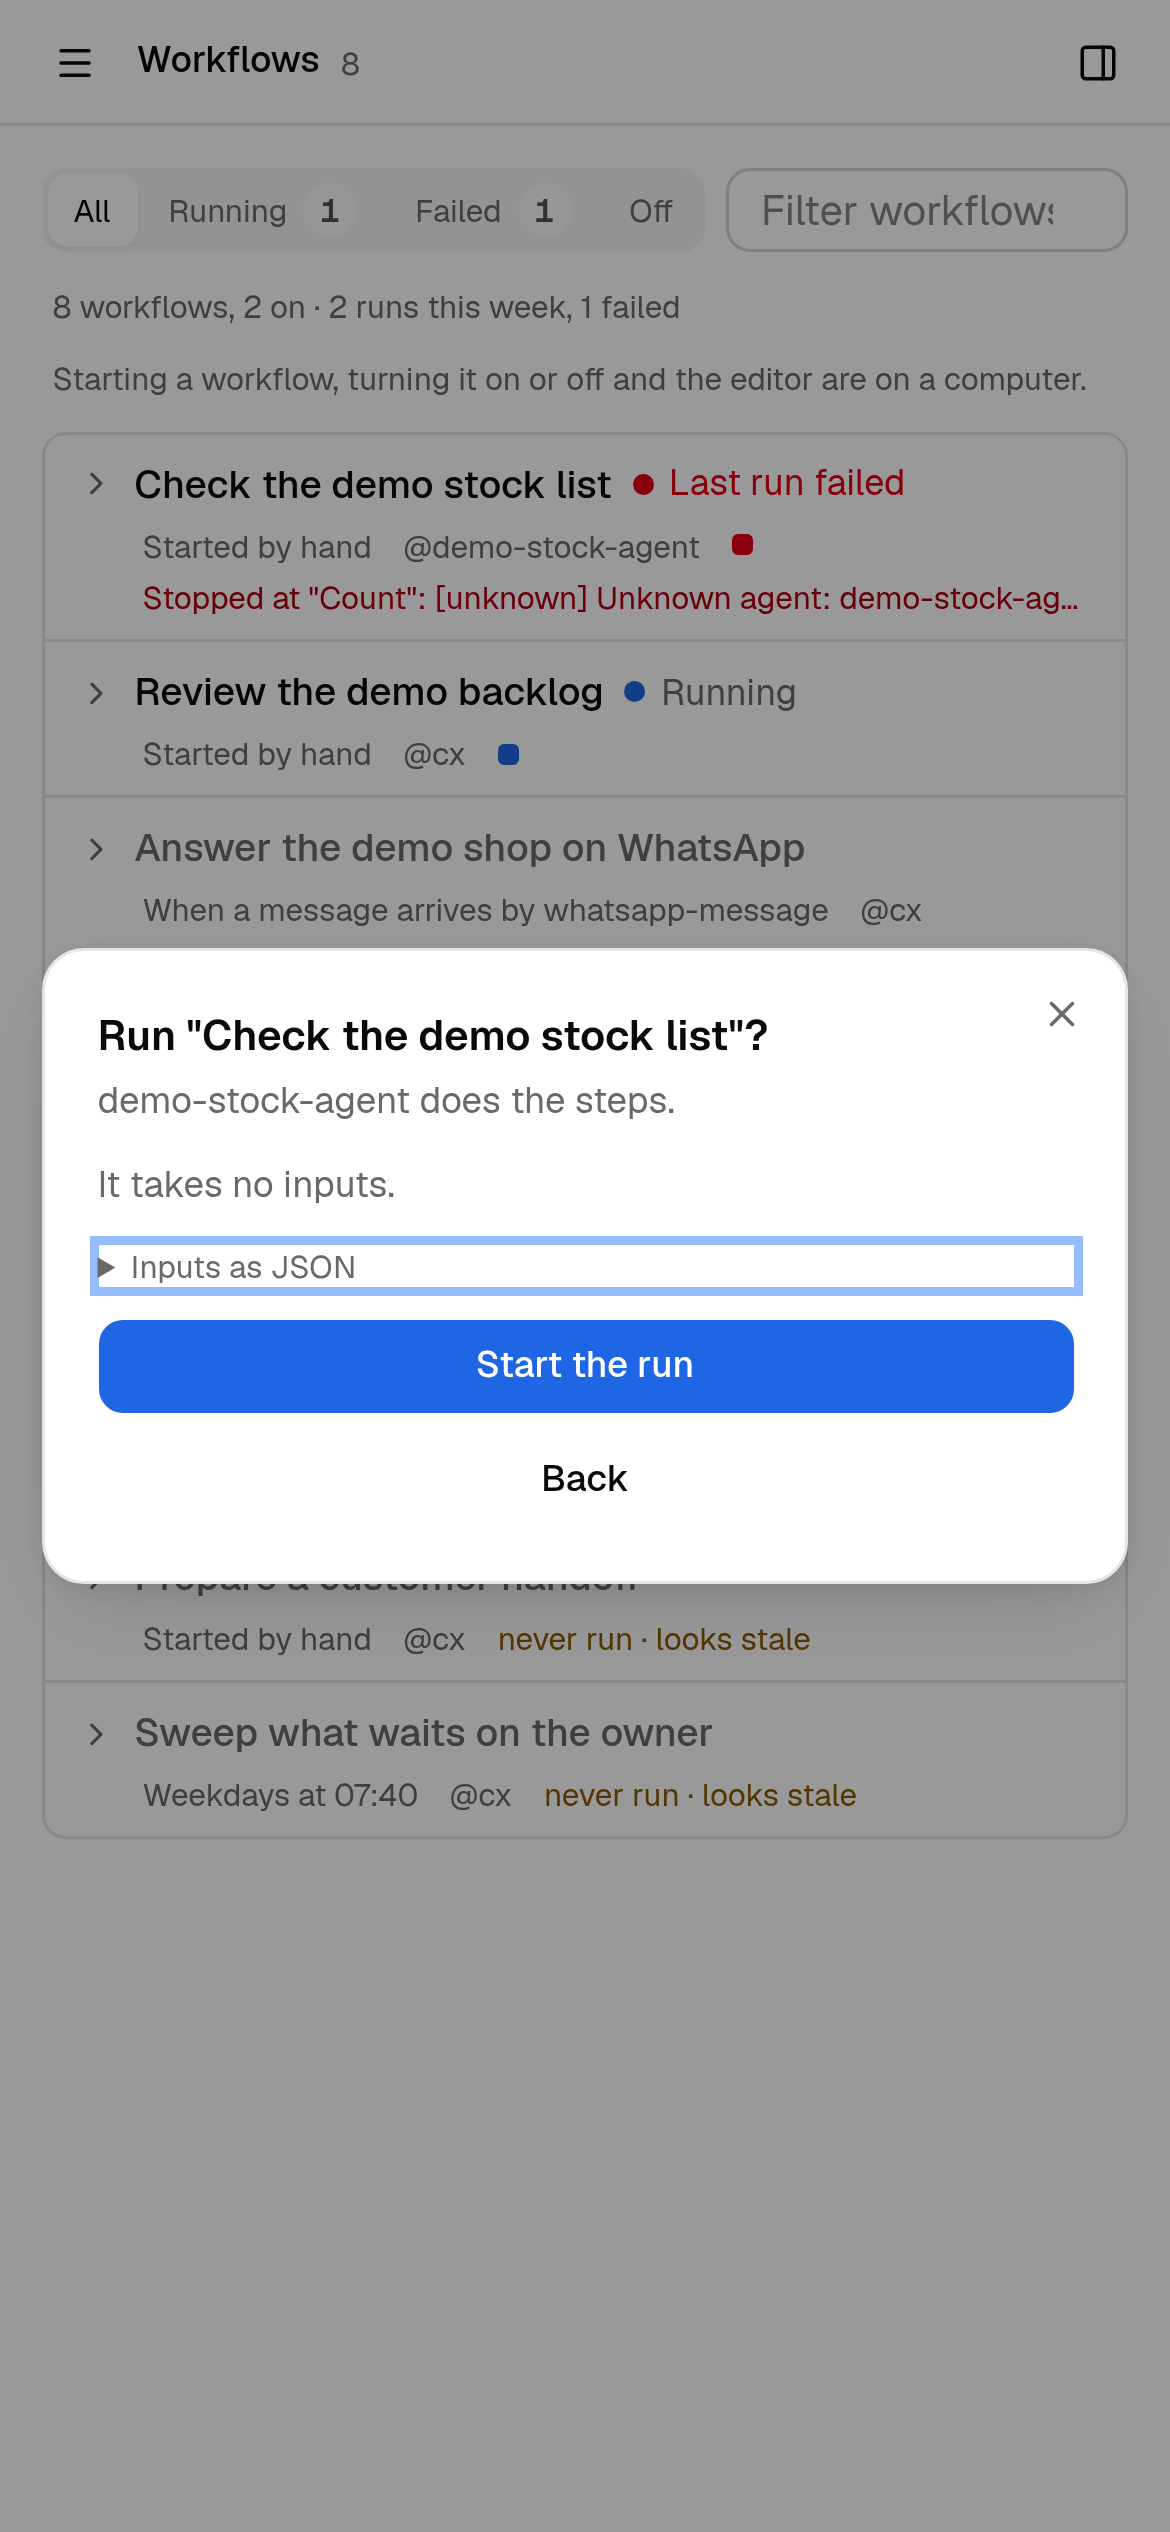 Workflows 8
All Running 1 Failed 1 Off Filter workflows
8 workflows, 2 on · 2 runs this week, 1 failed
Starting a workflow, turning it on or off and the editor are on a computer.
Check the demo stock list Last run failed
Started by hand @demo-stock-agent
Stopped at "Count": [unknown] Unknown agent: demo-stock-ag...
Review the demo backlog Running
Started by hand @cx
Answer the demo shop on WhatsApp
When a message arrives by whatsapp-message @cx
Run "Check the demo stock list"?
demo-stock-agent does the steps.
It takes no inputs.
Inputs as JSON
Start the run
Back
Prepare a customer handoff
Started by hand @cx never run · looks stale
Sweep what waits on the owner
Weekdays at 07:40 @cx never run · looks stale